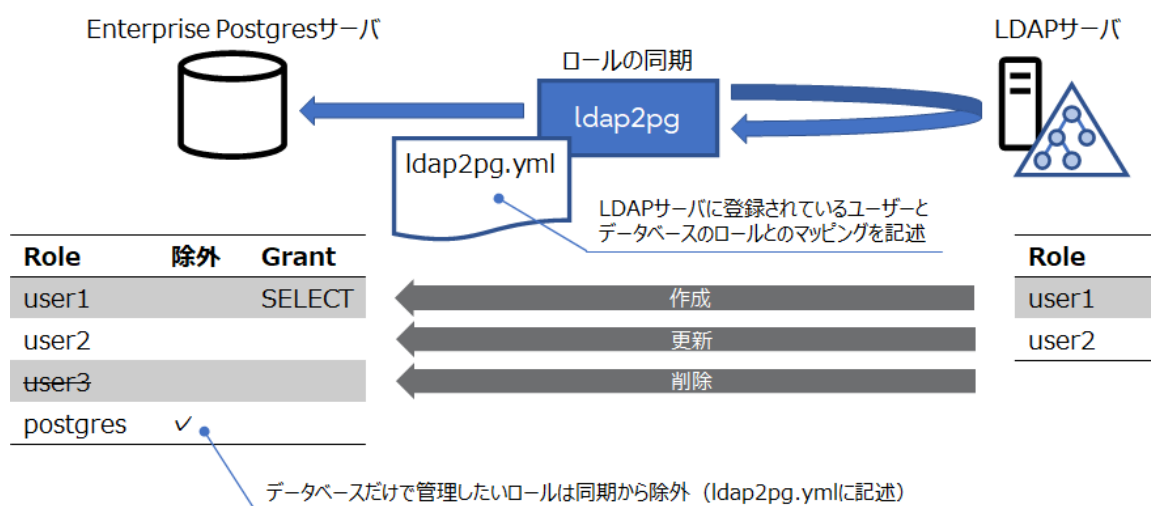 Enterprise Postgresサーバ
LDAPサーバ
ロールの同期
ldap2pg
ldap2pg.yml
LDAPサーバに登録されているユーザーと
データベースのロールとのマッピングを記述
Role 除外 Grant
user1 SELECT
user2
user3
postgres ✓
作成
更新
削除
Role
user1
user2
データベースだけで管理したいロールは同期から除外（ldap2pg.ymlに記述）